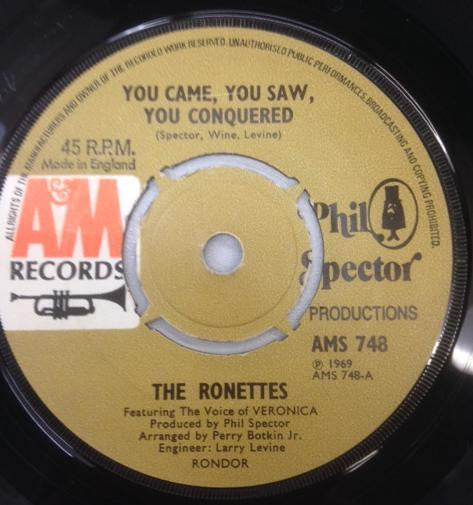 ALL RIGHTS OF THE MANUFACTURERS AND OWNER OF THE RECORDED WORK RESERVED. UNAUTHORISED PUBLIC PERFORMANCES, BROADCASTING AND COPYING PROHIBITED.
YOU CAME, YOU SAW,
YOU CONQUERED
(Spector, Wine, Levine)
45 R.P.M.
Made in England
A&M
RECORDS
Phil
Spector
PRODUCTIONS
AMS 748
℗ 1969
AMS 748-A
THE RONETTES
Featuring The Voice of VERONICA
Produced by Phil Spector
Arranged by Perry Botkin Jr.
Engineer: Larry Levine
RONDOR